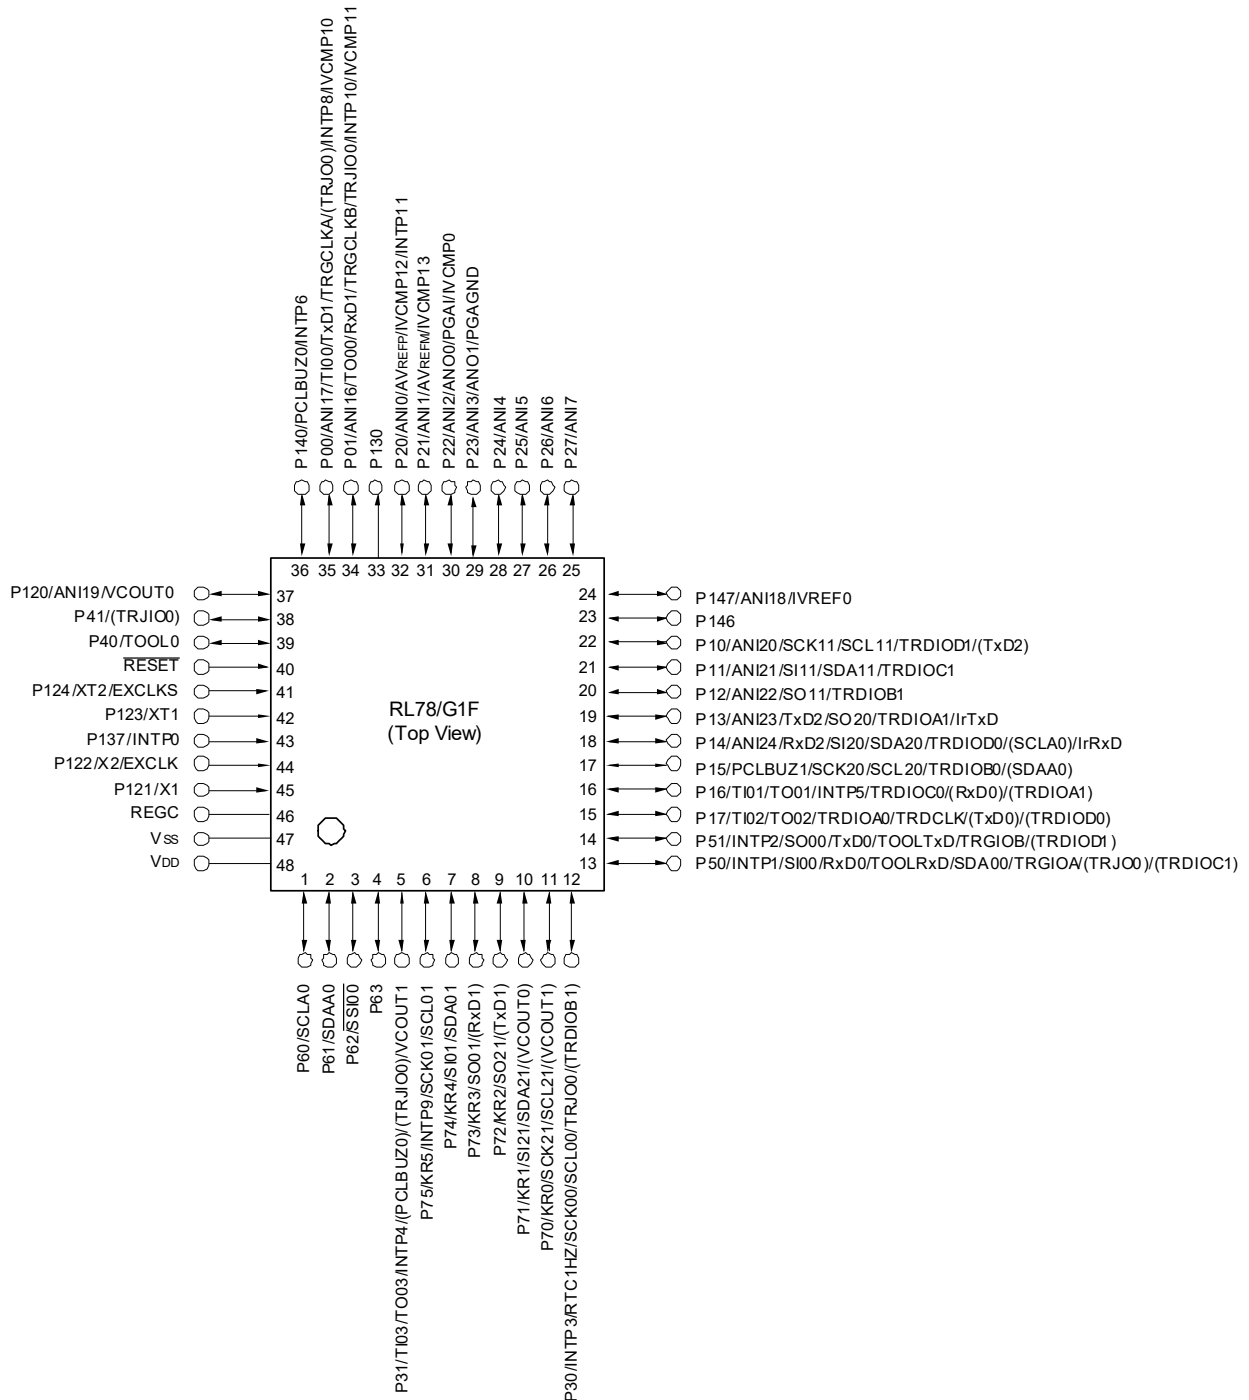 P140/PCLBUZ0/INTP6
P00/ANI17/TI00/TxD1/TRGCLKA/(TRJO0)/INTP8/IVCMP10
P01/ANI16/TO00/RxD1/TRGCLKB/TRJIO0/INTP10/IVCMP11
P130
P20/ANI0/AVREFP/IVCMP12/INTP11
P21/ANI1/AVREFM/IVCMP13
P22/ANI2/ANO0/PGAI/IVCMP0
P23/ANI3/ANO1/PGAGND
P24/ANI4
P25/ANI5
P26/ANI6
P27/ANI7
36 35 34 33 32 31 30 29 28 27 26 25
P120/ANI19/VCOUT0 37
P41/(TRJIO0) 38
P40/TOOL0 39
RESET 40
P124/XT2/EXCLKS 41
P123/XT1 42
P137/INTP0 43
P122/X2/EXCLK 44
P121/X1 45
REGC 46
VSS 47
VDD 48
RL78/G1F
(Top View)
24 P147/ANI18/IVREF0
23 P146
22 P10/ANI20/SCK11/SCL11/TRDIOD1/(TxD2)
21 P11/ANI21/SI11/SDA11/TRDIOC1
20 P12/ANI22/SO11/TRDIOB1
19 P13/ANI23/TxD2/SO20/TRDIOA1/IrTxD
18 P14/ANI24/RxD2/SI20/SDA20/TRDIOD0/(SCLA0)/IrRxD
17 P15/PCLBUZ1/SCK20/SCL20/TRDIOB0/(SDAA0)
16 P16/TI01/TO01/INTP5/TRDIOC0/(RxD0)/(TRDIOA1)
15 P17/TI02/TO02/TRDIOA0/TRDCLK/(TxD0)/(TRDIOD0)
14 P51/INTP2/SO00/TxD0/TOOLTxD/TRGIOB/(TRDIOD1)
13 P50/INTP1/SI00/RxD0/TOOLRxD/SDA00/TRGIOA/(TRJO0)/(TRDIOC1)
1 2 3 4 5 6 7 8 9 10 11 12
P60/SCLA0
P61/SDAA0
P62/SSI00
P63
P31/TI03/TO03/INTP4/(PCLBUZ0)/(TRJIO0)/VCOUT1
P75/KR5/INTP9/SCK01/SCL01
P74/KR4/SI01/SDA01
P73/KR3/SO01/(RxD1)
P72/KR2/SO21/(TxD1)
P71/KR1/SI21/SDA21/(VCOUT0)
P70/KR0/SCK21/SCL21/(VCOUT1)
P30/INTP3/RTC1HZ/SCK00/SCL00/TRJO0/(TRDIOB1)